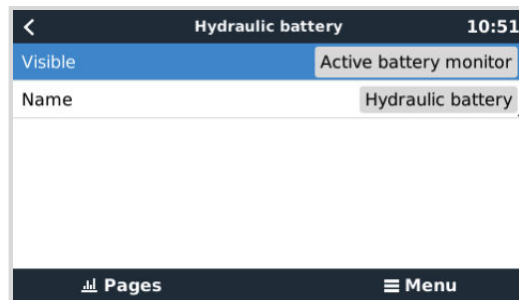 Hydraulic battery 10:51
Visible Active battery monitor
Name Hydraulic battery
Pages Menu